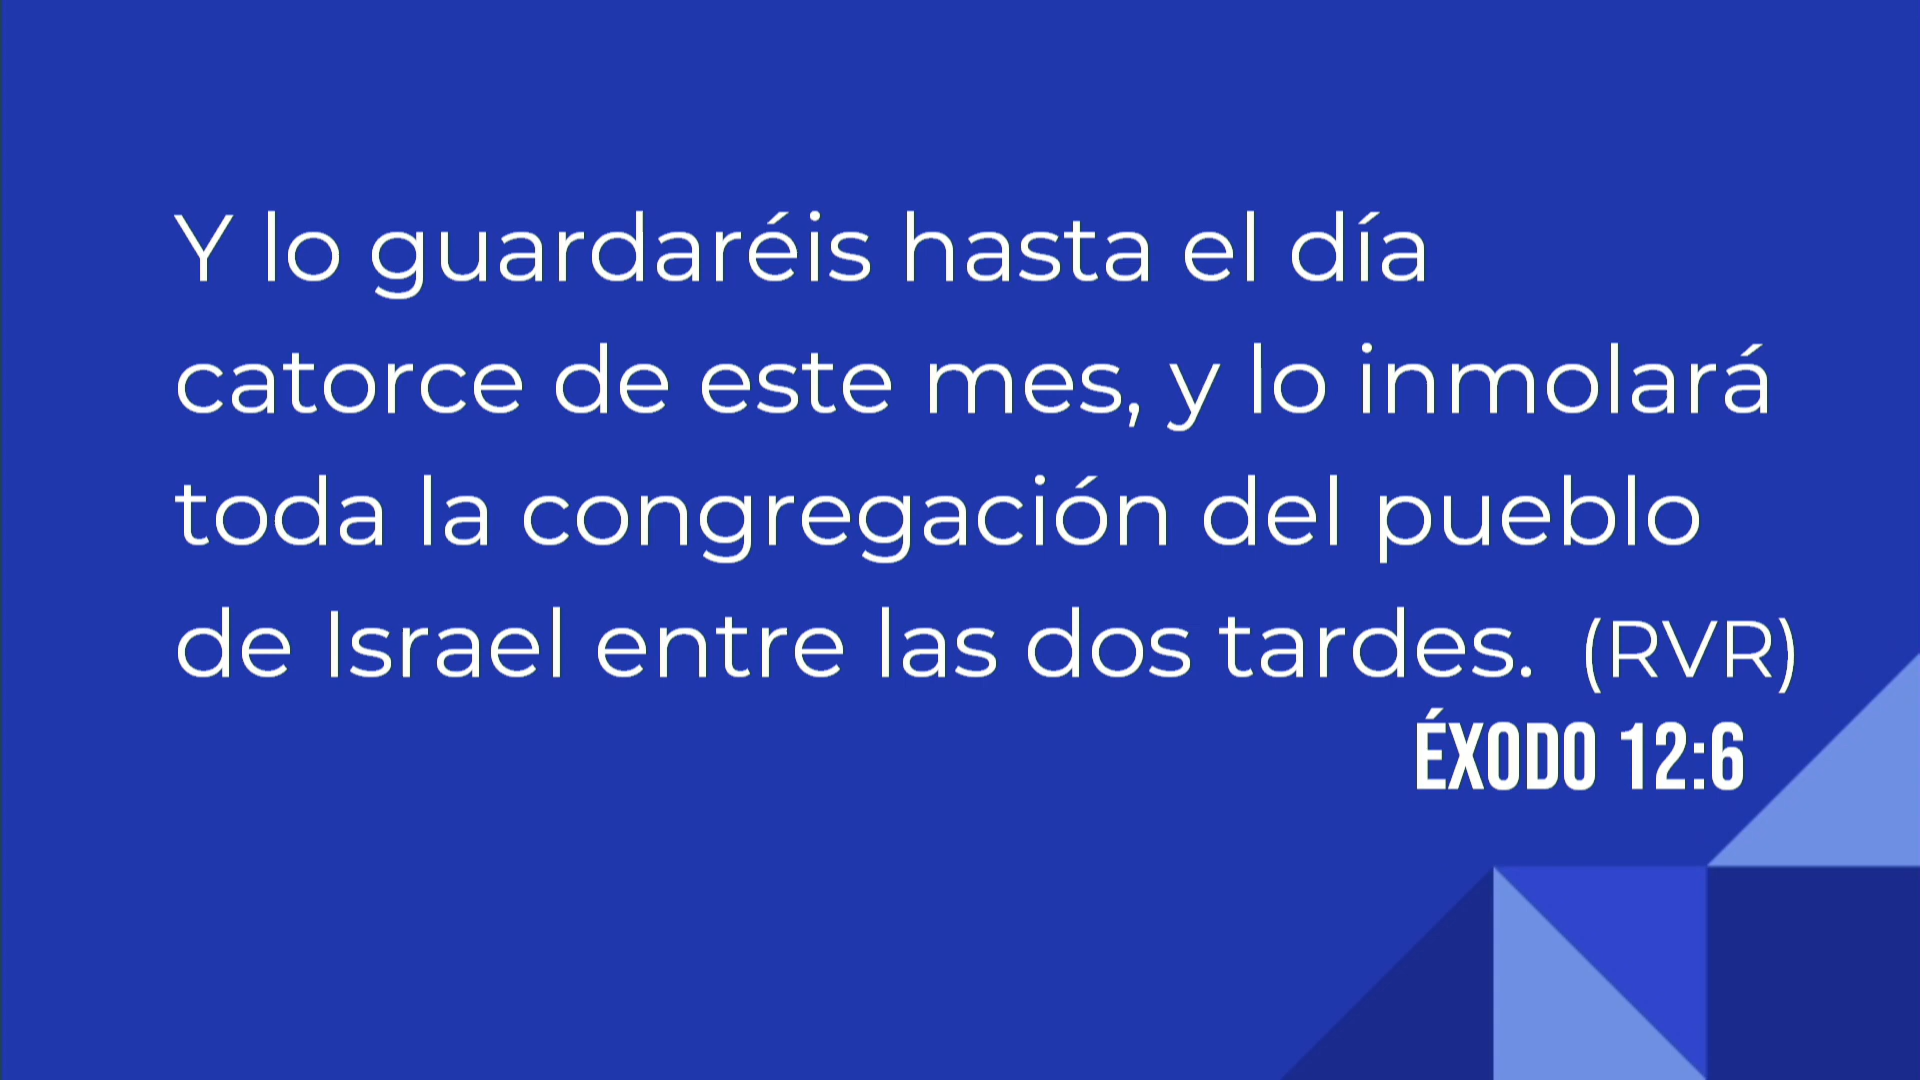 Y lo guardaréis hasta el día
catorce de este mes, y lo inmolará
toda la congregación del pueblo
de Israel entre las dos tardes. (RVR)
ÉXODO 12:6